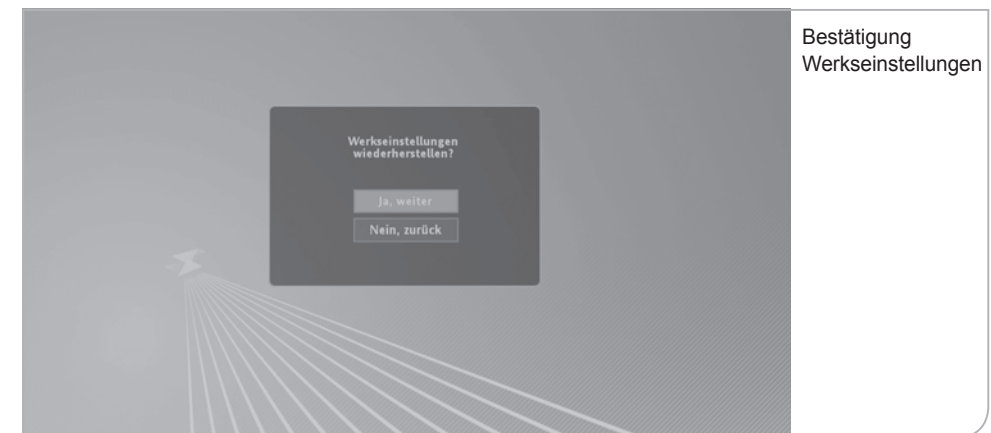 Bestätigung
Werkseinstellungen
Werkseinstellungen
wiederherstellen?
Ja, weiter
Nein, zurück